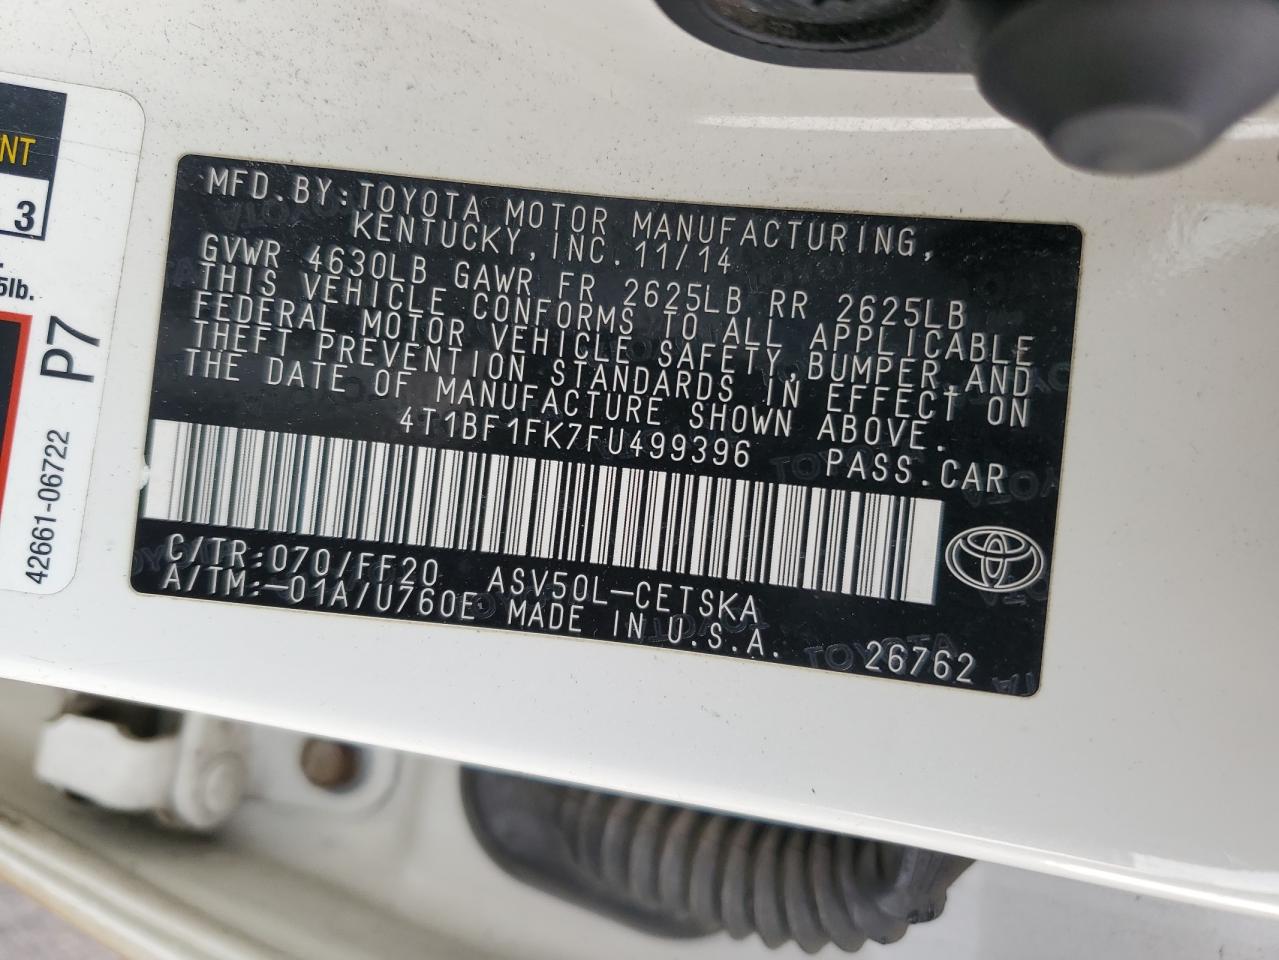 MFD.BY:TOYOTA MOTOR MANUFACTURING,
KENTUCKY,INC.11/14
GVWR 4630LB GAWR FR 2625LB RR 2625LB
THIS VEHICLE CONFORMS TO ALL APPLICABLE
FEDERAL MOTOR VEHICLE SAFETY,BUMPER,AND
THEFT PREVENTION STANDARDS IN EFFECT ON
THE DATE OF MANUFACTURE SHOWN ABOVE.
4T1BF1FK7FU499396 PASS.CAR
C/TR:070/FF20 ASV50L-CETSKA
A/TM:-01A/U760E MADE IN U.S.A. 26762
NT
3
5lb.
P7
42661-06722